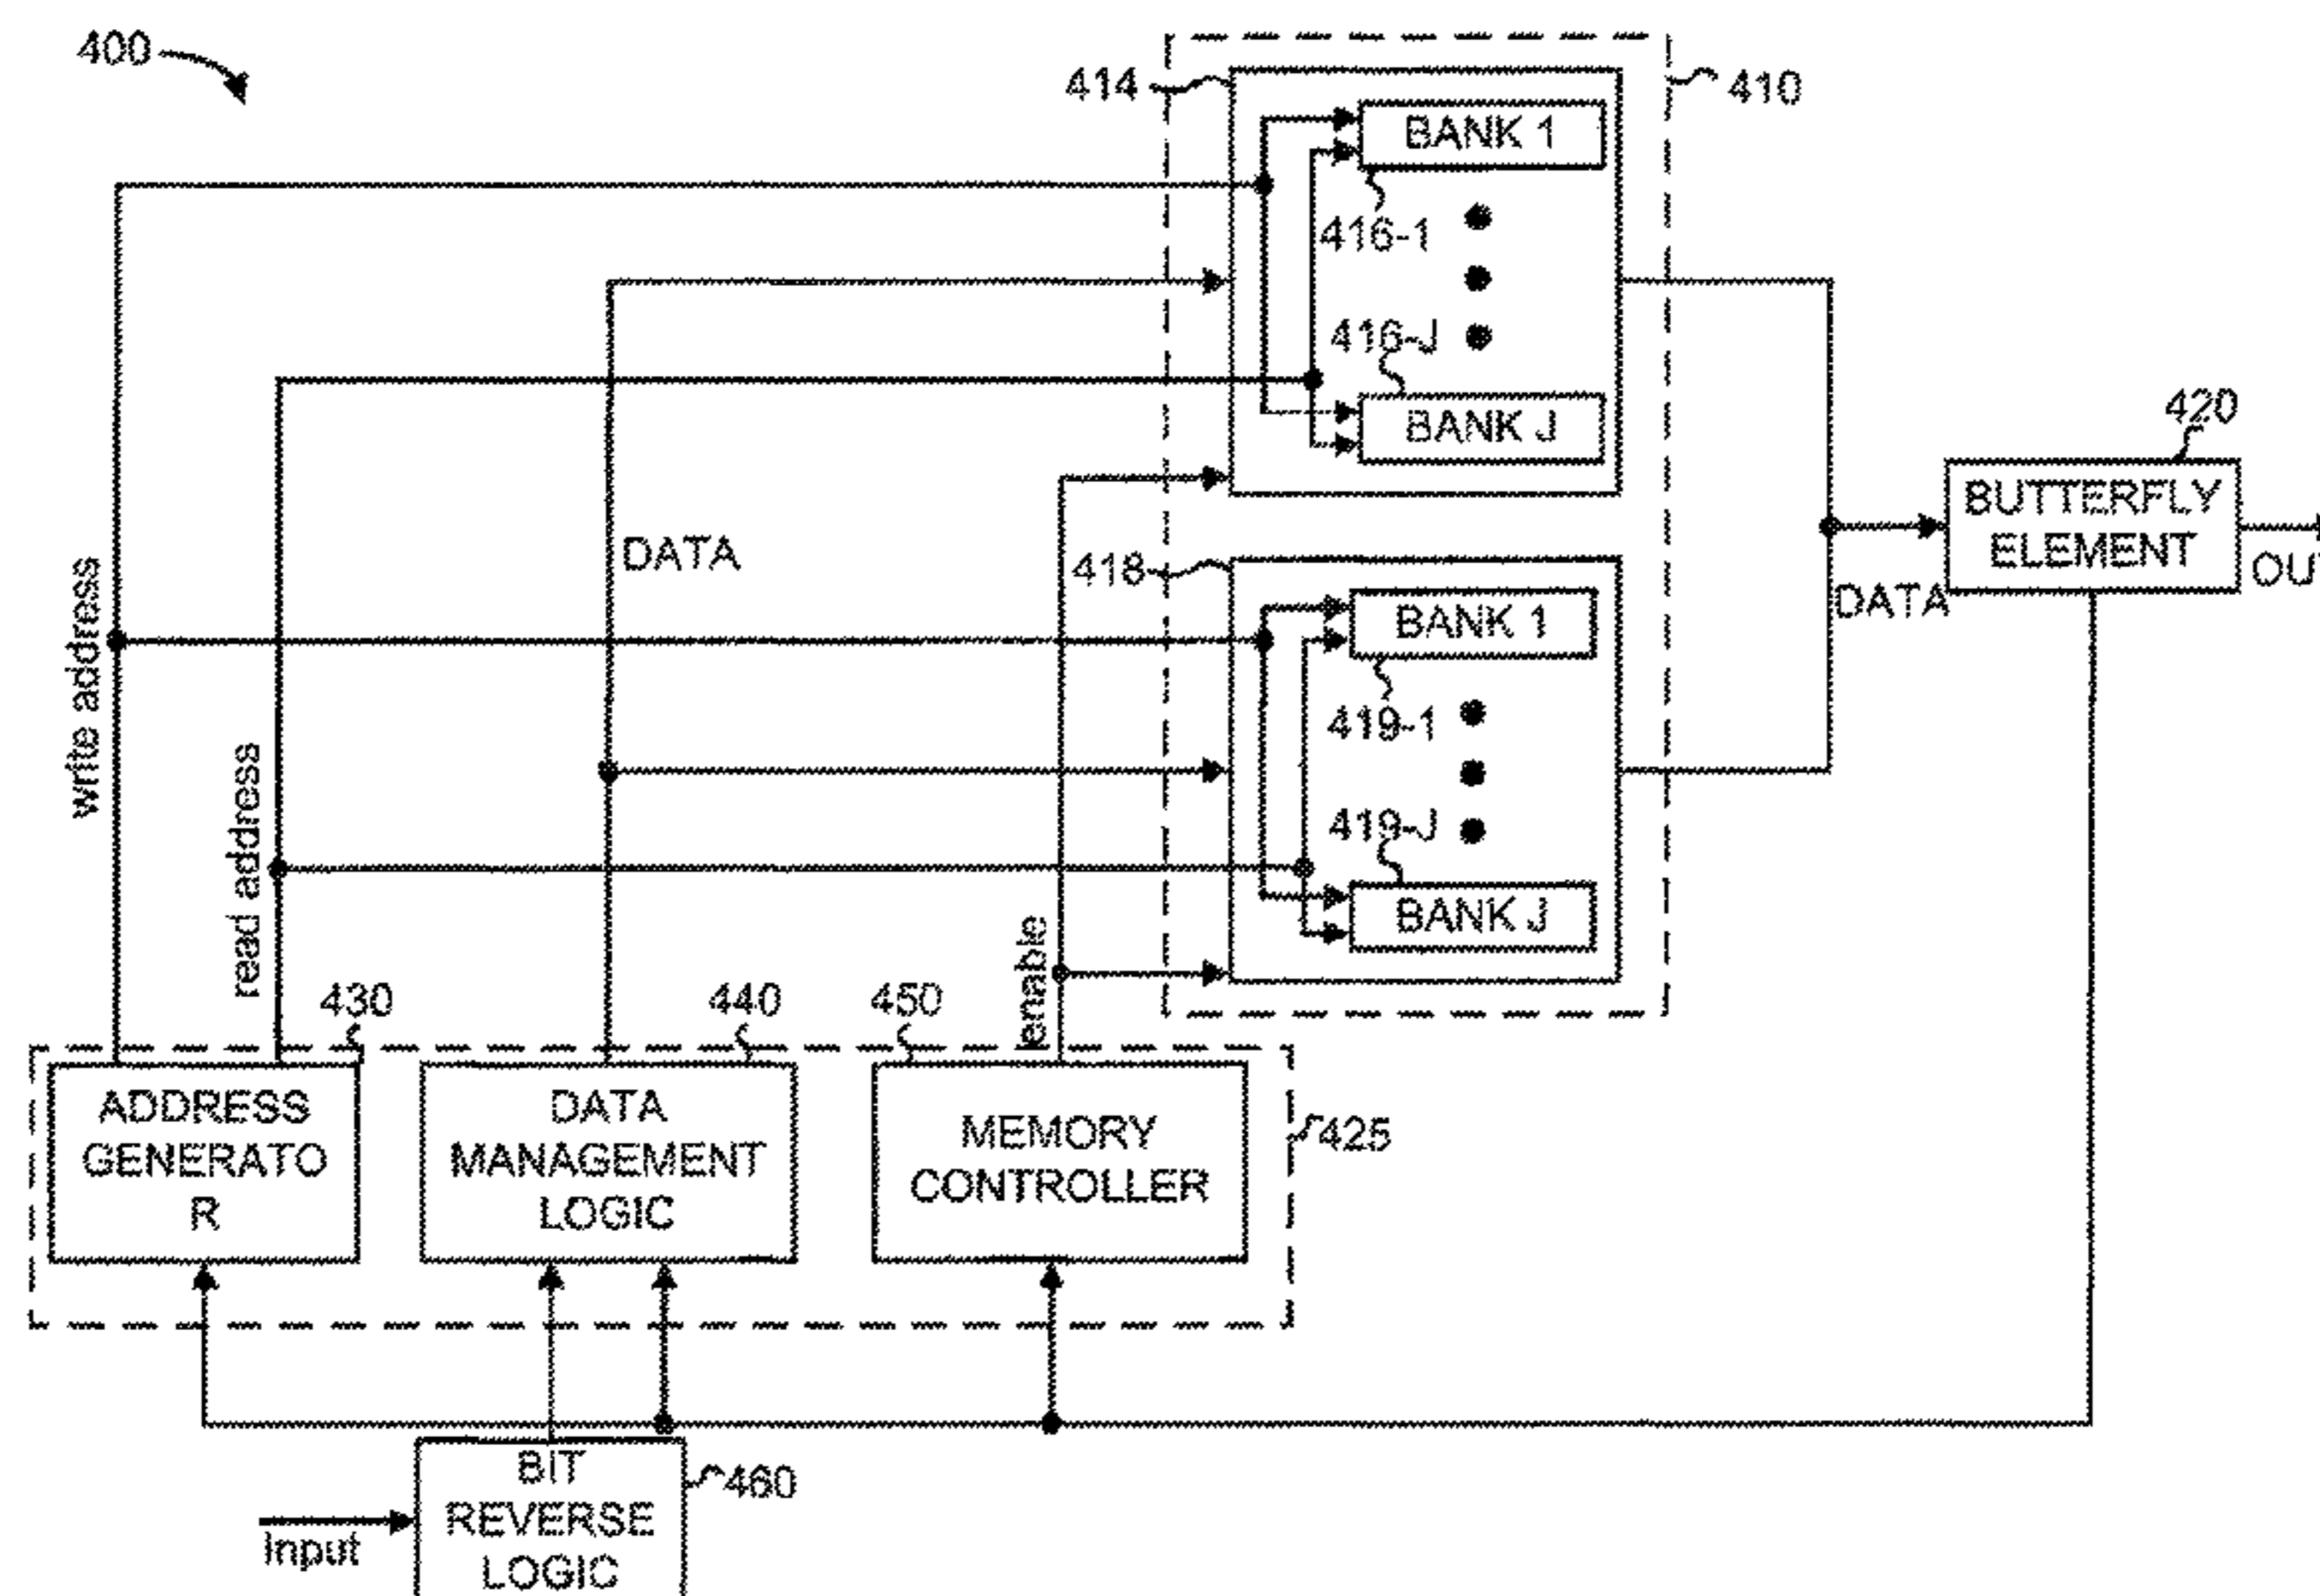 400
414
410
BANK 1
416-1
416-J
BANK J
420
BUTTERFLY
ELEMENT
OUT
DATA
DATA
418
BANK 1
419-1
419-J
BANK J
write address
read address
enable
430
440
450
ADDRESS
GENERATO
R
DATA
MANAGEMENT
LOGIC
MEMORY
CONTROLLER
425
BIT
REVERSE
LOGIC
460
Input